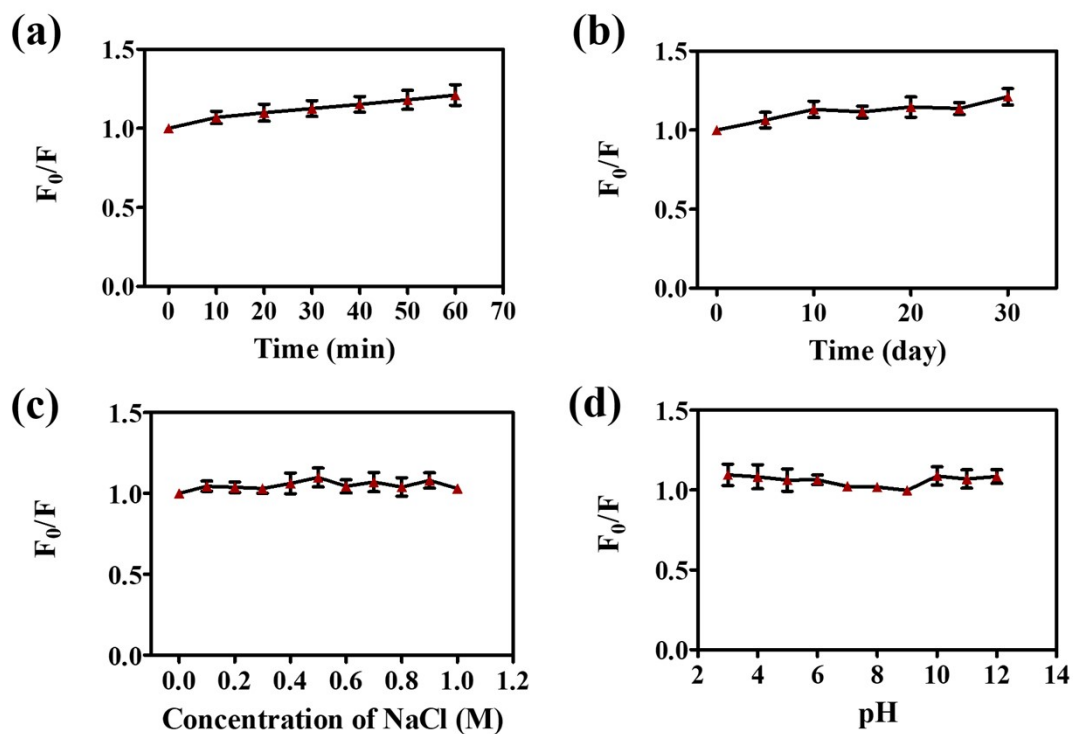 (a)
1.5
1.0
0.5
0.0
F₀/F
0 10 20 30 40 50 60 70
Time (min)
(b)
1.5
1.0
0.5
0.0
F₀/F
0 10 20 30
Time (day)
(c)
1.5
1.0
0.5
0.0
F₀/F
0.0 0.2 0.4 0.6 0.8 1.0 1.2
Concentration of NaCl (M)
(d)
1.5
1.0
0.5
0.0
F₀/F
2 4 6 8 10 12 14
pH